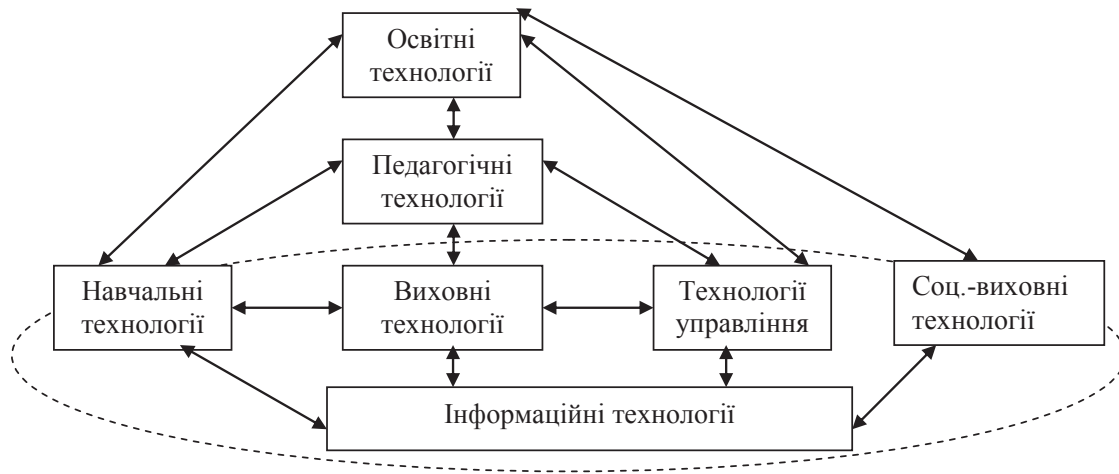 Освітні
технології
Педагогічні
технології
Навчальні
технології
Виховні
технології
Технології
управління
Соц.-виховні
технології
Інформаційні технології